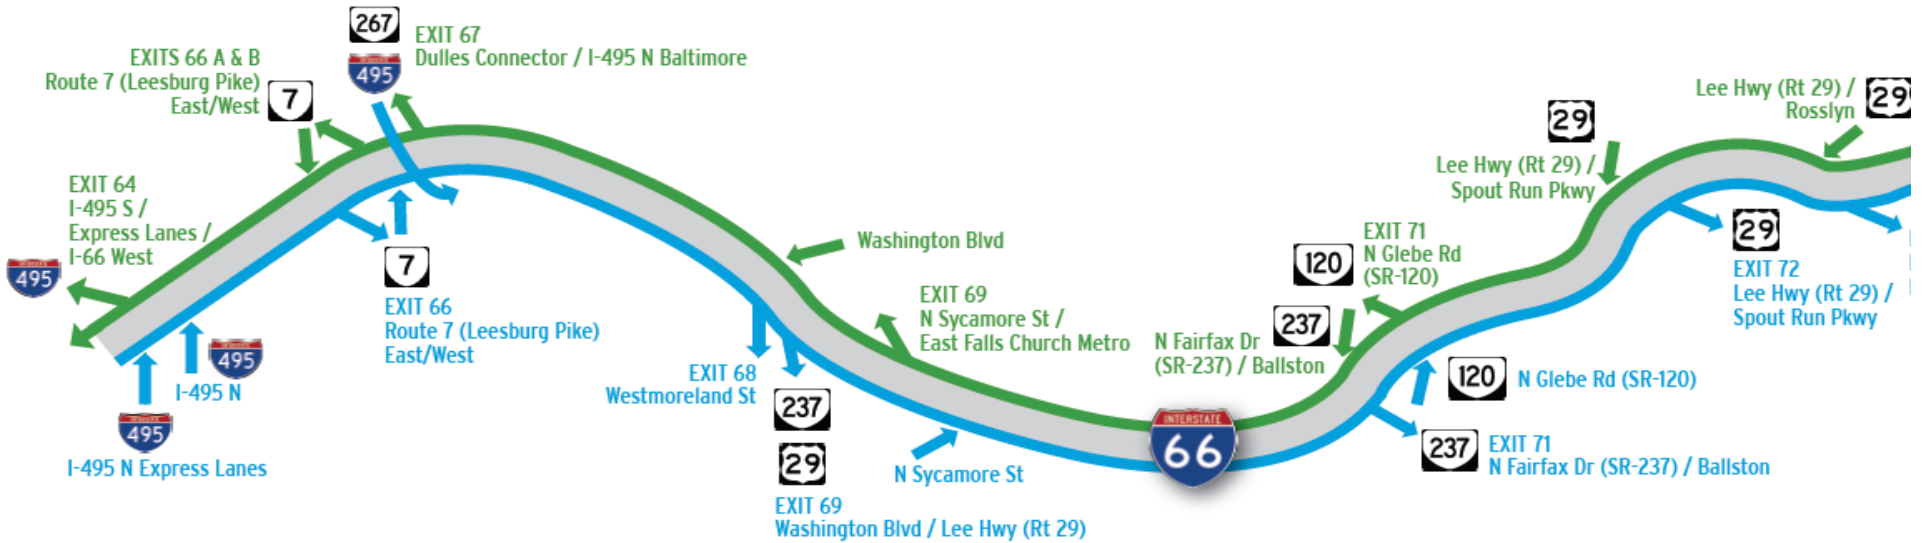 267
INTERSTATE
495
EXIT 67
Dulles Connector / I-495 N Baltimore
EXITS 66 A & B
Route 7 (Leesburg Pike)
East/West
7
EXIT 64
I-495 S /
Express Lanes /
I-66 West
495
I-495 N
495
495
I-495 N Express Lanes
7
EXIT 66
Route 7 (Leesburg Pike)
East/West
Washington Blvd
EXIT 68
Westmoreland St
237
29
EXIT 69
Washington Blvd / Lee Hwy (Rt 29)
EXIT 69
N Sycamore St /
East Falls Church Metro
N Sycamore St
INTERSTATE
66
N Fairfax Dr
(SR-237) / Ballston
237
120
EXIT 71
N Glebe Rd
(SR-120)
120
N Glebe Rd (SR-120)
237
EXIT 71
N Fairfax Dr (SR-237) / Ballston
29
Lee Hwy (Rt 29) /
Spout Run Pkwy
29
EXIT 72
Lee Hwy (Rt 29) /
Spout Run Pkwy
Lee Hwy (Rt 29) /
Rosslyn
29